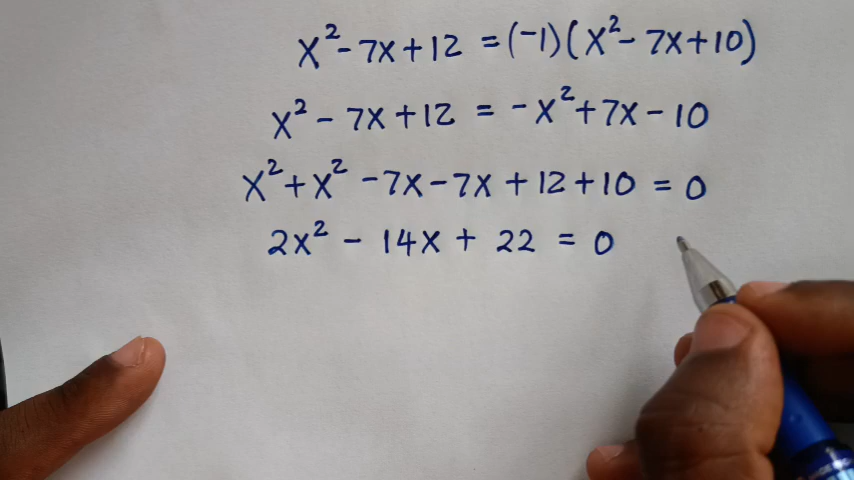 x² - 7x + 12 = (-1)(x² - 7x + 10)
x² - 7x + 12 = -x² + 7x - 10
x² + x² - 7x - 7x + 12 + 10 = 0
2x² - 14x + 22 = 0